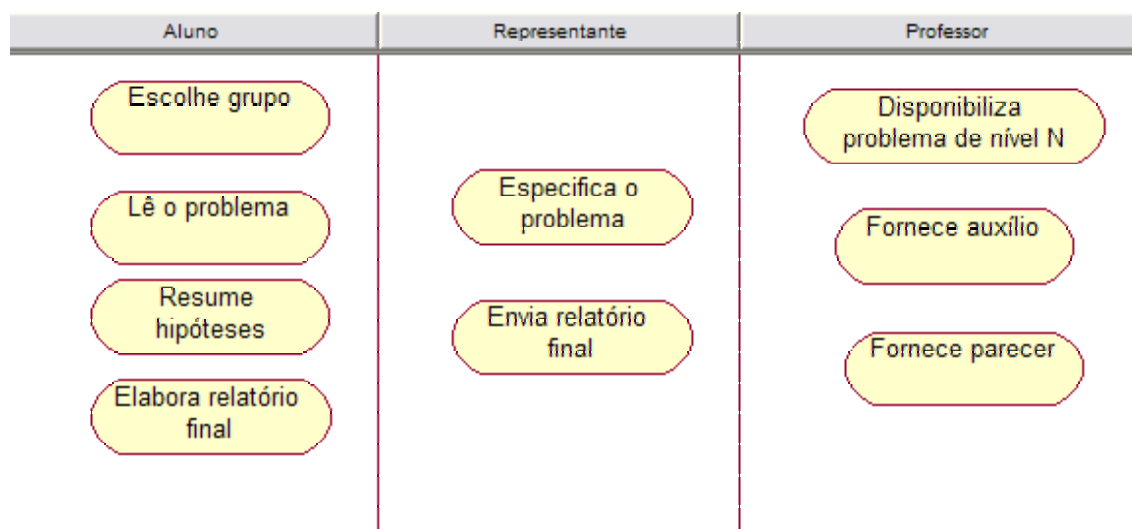 Aluno
Representante
Professor
Escolhe grupo
Lê o problema
Resume
hipóteses
Elabora relatório
final
Especifica o
problema
Envia relatório
final
Disponibiliza
problema de nível N
Fornece auxílio
Fornece parecer